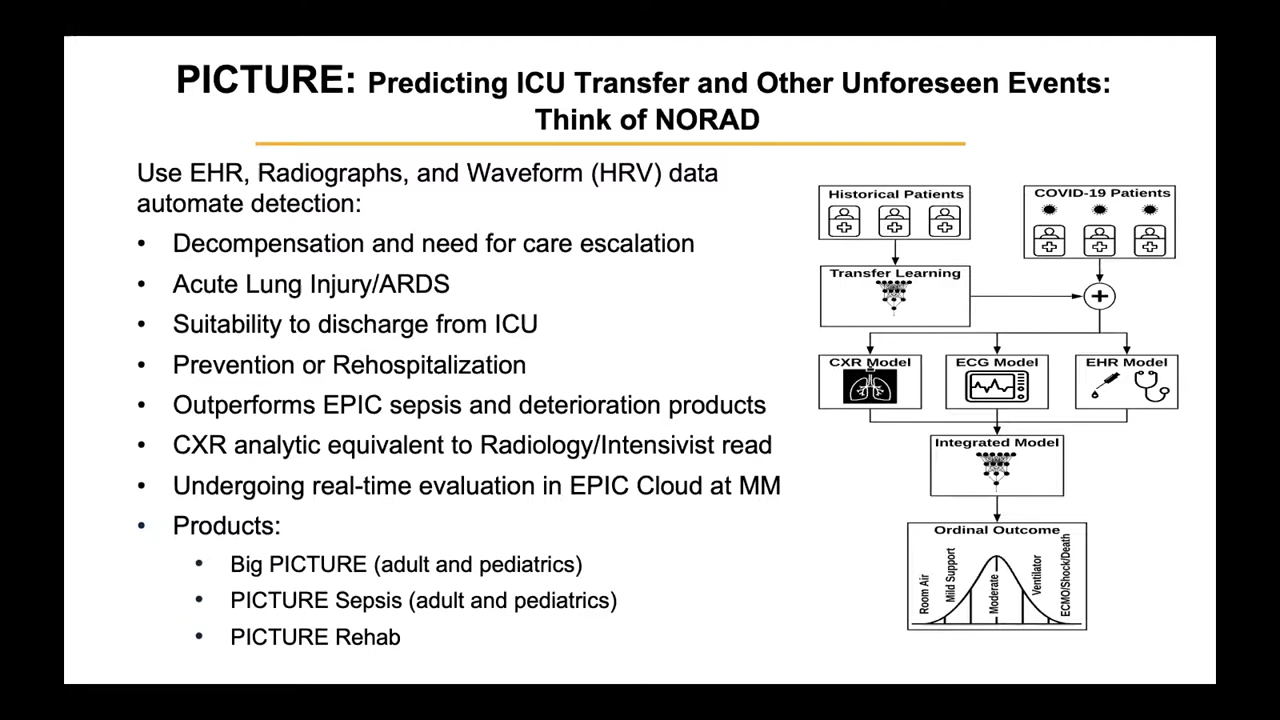 PICTURE: Predicting ICU Transfer and Other Unforeseen Events:
Think of NORAD
Use EHR, Radiographs, and Waveform (HRV) data
automate detection:
• Decompensation and need for care escalation
• Acute Lung Injury/ARDS
• Suitability to discharge from ICU
• Prevention or Rehospitalization
• Outperforms EPIC sepsis and deterioration products
• CXR analytic equivalent to Radiology/Intensivist read
• Undergoing real-time evaluation in EPIC Cloud at MM
• Products:
• Big PICTURE (adult and pediatrics)
• PICTURE Sepsis (adult and pediatrics)
• PICTURE Rehab
Historical Patients
COVID-19 Patients
Transfer Learning
+
CXR Model
ECG Model
EHR Model
Integrated Model
Ordinal Outcome
Room Air
Mild Support
Moderate
Ventilator
ECMO/Shock/Death